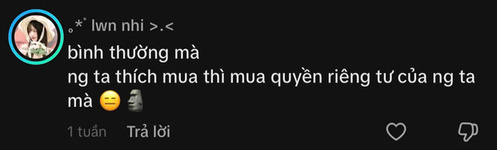 ｡*ﾟ lwn nhi >.<
bình thường mà
ng ta thích mua thì mua quyền riêng tư của ng ta
mà 😑 🗿
1 tuần Trả lời